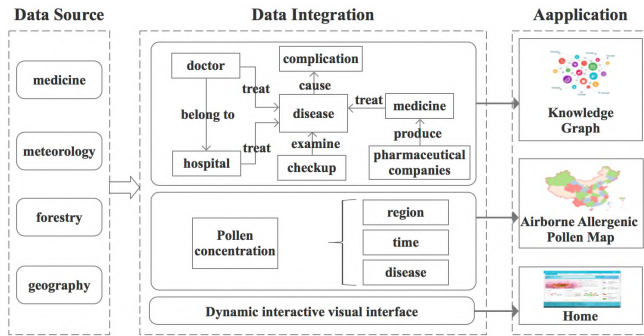 Data Source
Data Integration
Aapplication
medicine
meteorology
forestry
geography
doctor
complication
treat
cause
belong to
disease
treat
medicine
treat
examine
produce
hospital
checkup
pharmaceutical
companies
Pollen
concentration
region
time
disease
Dynamic interactive visual interface
Knowledge
Graph
Airborne Allergenic
Pollen Map
Home